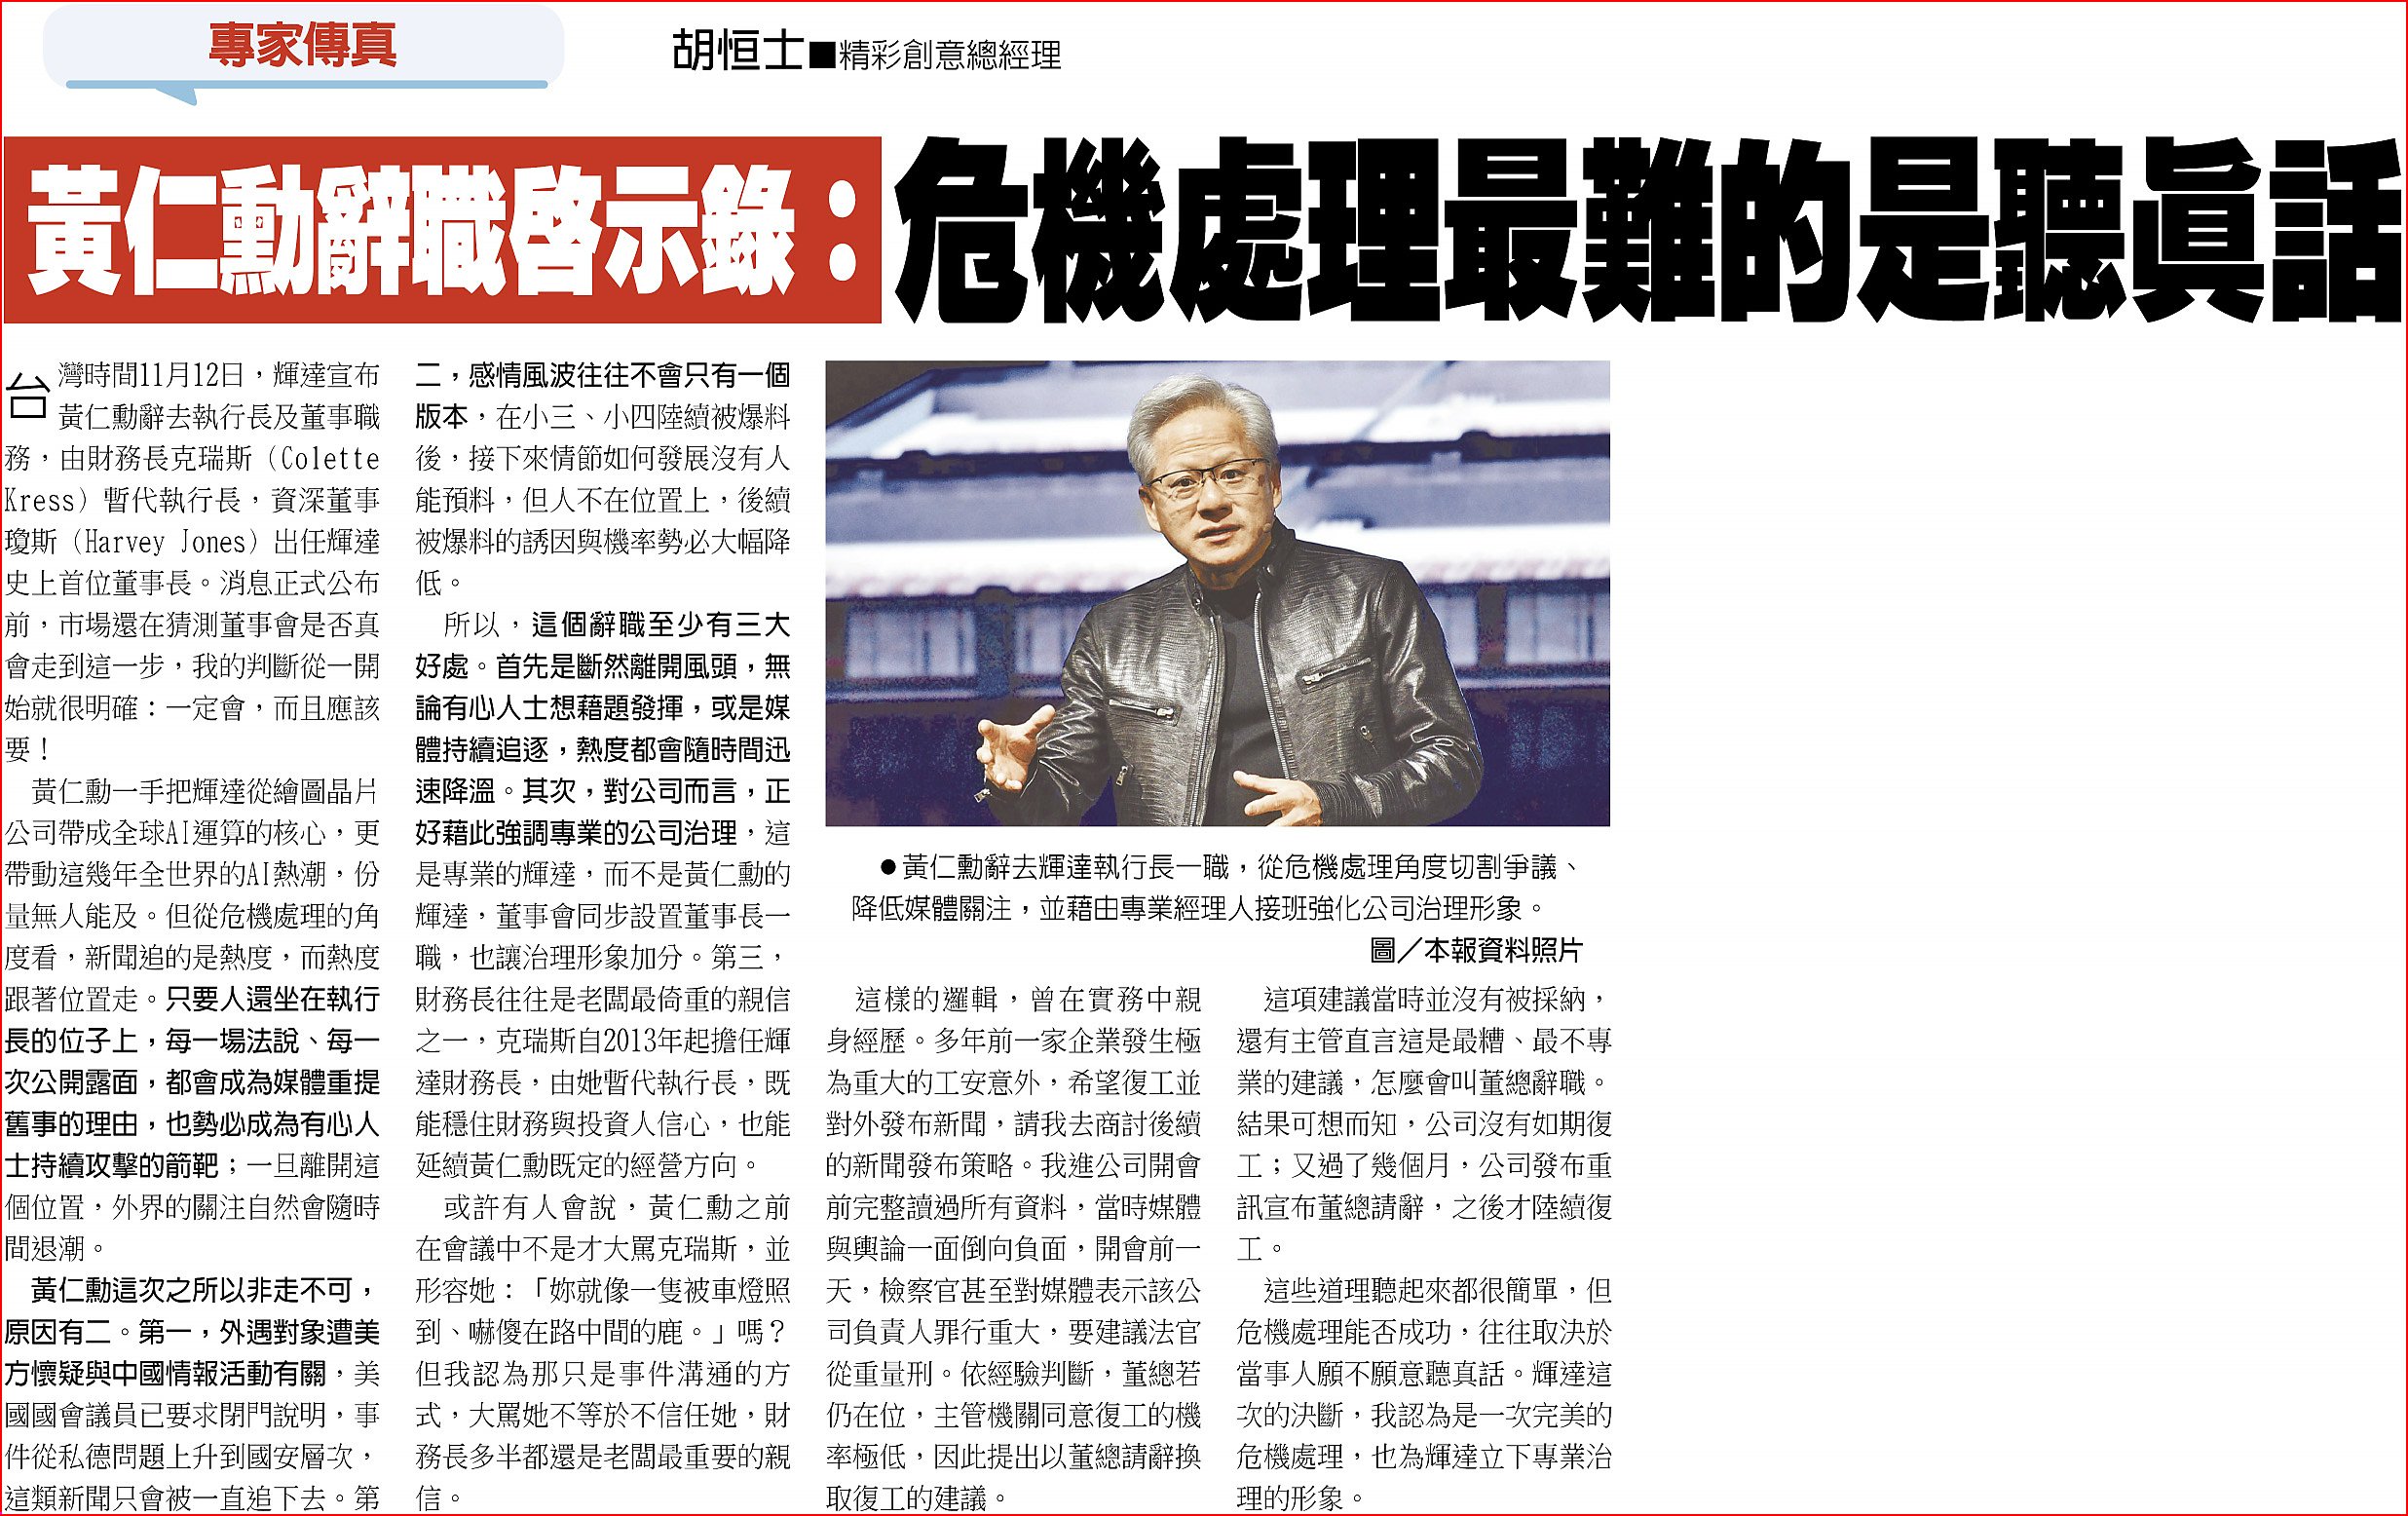 專家傳真
胡恒士■精彩創意總經理
黃仁勳辭職啓示錄：危機處理最難的是聽眞話
台灣時間11月12日，輝達宣布
黃仁勳辭去執行長及董事職
務，由財務長克瑞斯（Colette
Kress）暫代執行長，資深董事
瓊斯（Harvey Jones）出任輝達
史上首位董事長。消息正式公布
前，市場還在猜測董事會是否真
會走到這一步，我的判斷從一開
始就很明確：一定會，而且應該
要！
黃仁勳一手把輝達從繪圖晶片
公司帶成全球AI運算的核心，更
帶動這幾年全世界的AI熱潮，份
量無人能及。但從危機處理的角
度看，新聞追的是熱度，而熱度
跟著位置走。只要人還坐在執行
長的位子上，每一場法說、每一
次公開露面，都會成為媒體重提
舊事的理由，也勢必成為有心人
士持續攻擊的箭靶；一旦離開這
個位置，外界的關注自然會隨時
間退潮。
黃仁勳這次之所以非走不可，
原因有二。第一，外遇對象遭美
方懷疑與中國情報活動有關，美
國國會議員已要求閉門說明，事
件從私德問題上升到國安層次，
這類新聞只會被一直追下去。第
二，感情風波往往不會只有一個
版本，在小三、小四陸續被爆料
後，接下來情節如何發展沒有人
能預料，但人不在位置上，後續
被爆料的誘因與機率勢必大幅降
低。
所以，這個辭職至少有三大
好處。首先是斷然離開風頭，無
論有心人士想藉題發揮，或是媒
體持續追逐，熱度都會隨時間迅
速降溫。其次，對公司而言，正
好藉此強調專業的公司治理，這
是專業的輝達，而不是黃仁勳的
輝達，董事會同步設置董事長一
職，也讓治理形象加分。第三，
財務長往往是老闆最倚重的親信
之一，克瑞斯自2013年起擔任輝
達財務長，由她暫代執行長，既
能穩住財務與投資人信心，也能
延續黃仁勳既定的經營方向。
或許有人會說，黃仁勳之前
在會議中不是才大罵克瑞斯，並
形容她：「妳就像一隻被車燈照
到、嚇傻在路中間的鹿。」嗎？
但我認為那只是事件溝通的方
式，大罵她不等於不信任她，財
務長多半都還是老闆最重要的親
信。
●黃仁勳辭去輝達執行長一職，從危機處理角度切割爭議、
降低媒體關注，並藉由專業經理人接班強化公司治理形象。
圖／本報資料照片
這樣的邏輯，曾在實務中親
身經歷。多年前一家企業發生極
為重大的工安意外，希望復工並
對外發布新聞，請我去商討後續
的新聞發布策略。我進公司開會
前完整讀過所有資料，當時媒體
與輿論一面倒向負面，開會前一
天，檢察官甚至對媒體表示該公
司負責人罪行重大，要建議法官
從重量刑。依經驗判斷，董總若
仍在位，主管機關同意復工的機
率極低，因此提出以董總請辭換
取復工的建議。
這項建議當時並沒有被採納，
還有主管直言這是最糟、最不專
業的建議，怎麼會叫董總辭職。
結果可想而知，公司沒有如期復
工；又過了幾個月，公司發布重
訊宣布董總請辭，之後才陸續復
工。
這些道理聽起來都很簡單，但
危機處理能否成功，往往取決於
當事人願不願意聽真話。輝達這
次的決斷，我認為是一次完美的
危機處理，也為輝達立下專業治
理的形象。